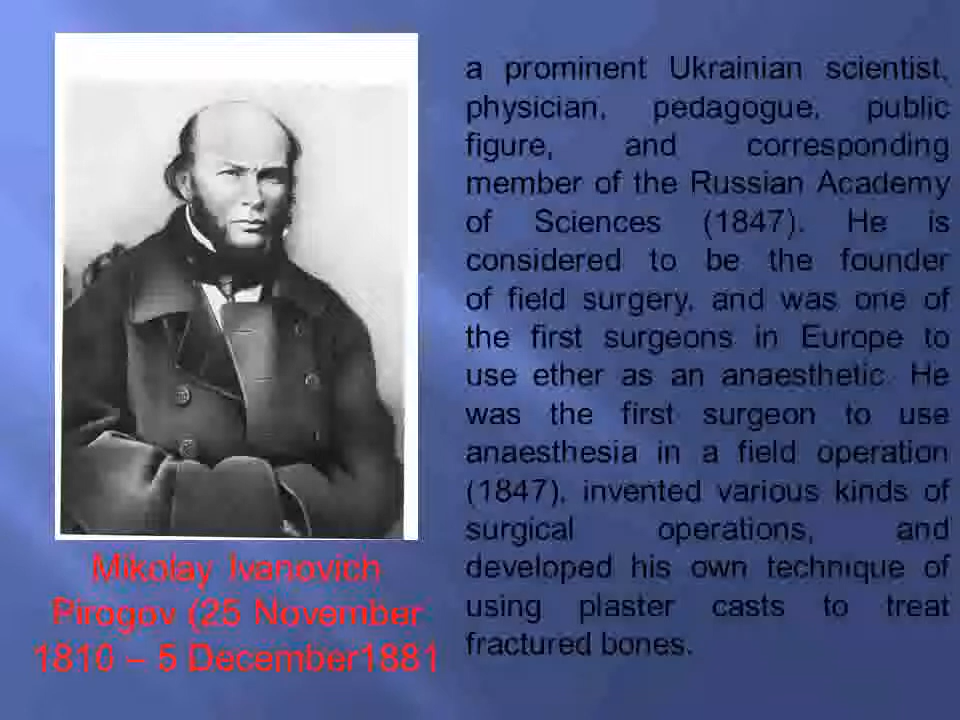 a prominent Ukrainian scientist,
physician, pedagogue, public
figure, and corresponding
member of the Russian Academy
of Sciences (1847). He is
considered to be the founder
of field surgery, and was one of
the first surgeons in Europe to
use ether as an anaesthetic. He
was the first surgeon to use
anaesthesia in a field operation
(1847), invented various kinds of
surgical operations, and
developed his own technique of
using plaster casts to treat
fractured bones.
Mikolay Ivanovich
Pirogov (25 November
1810 – 5 December1881